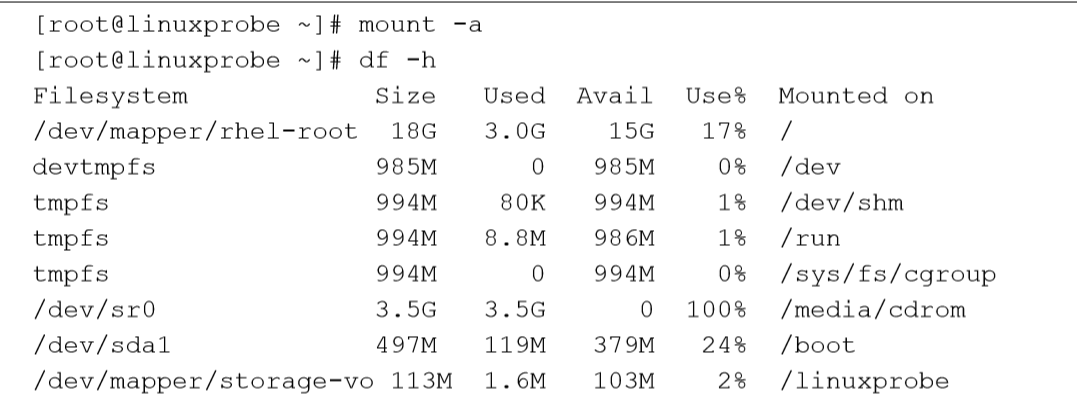 [root@linuxprobe ~]# mount -a
[root@linuxprobe ~]# df -h
Filesystem Size Used Avail Use% Mounted on
/dev/mapper/rhel-root 18G 3.0G 15G 17% /
devtmpfs 985M 0 985M 0% /dev
tmpfs 994M 80K 994M 1% /dev/shm
tmpfs 994M 8.8M 986M 1% /run
tmpfs 994M 0 994M 0% /sys/fs/cgroup
/dev/sr0 3.5G 3.5G 0 100% /media/cdrom
/dev/sda1 497M 119M 379M 24% /boot
/dev/mapper/storage-vo 113M 1.6M 103M 2% /linuxprobe